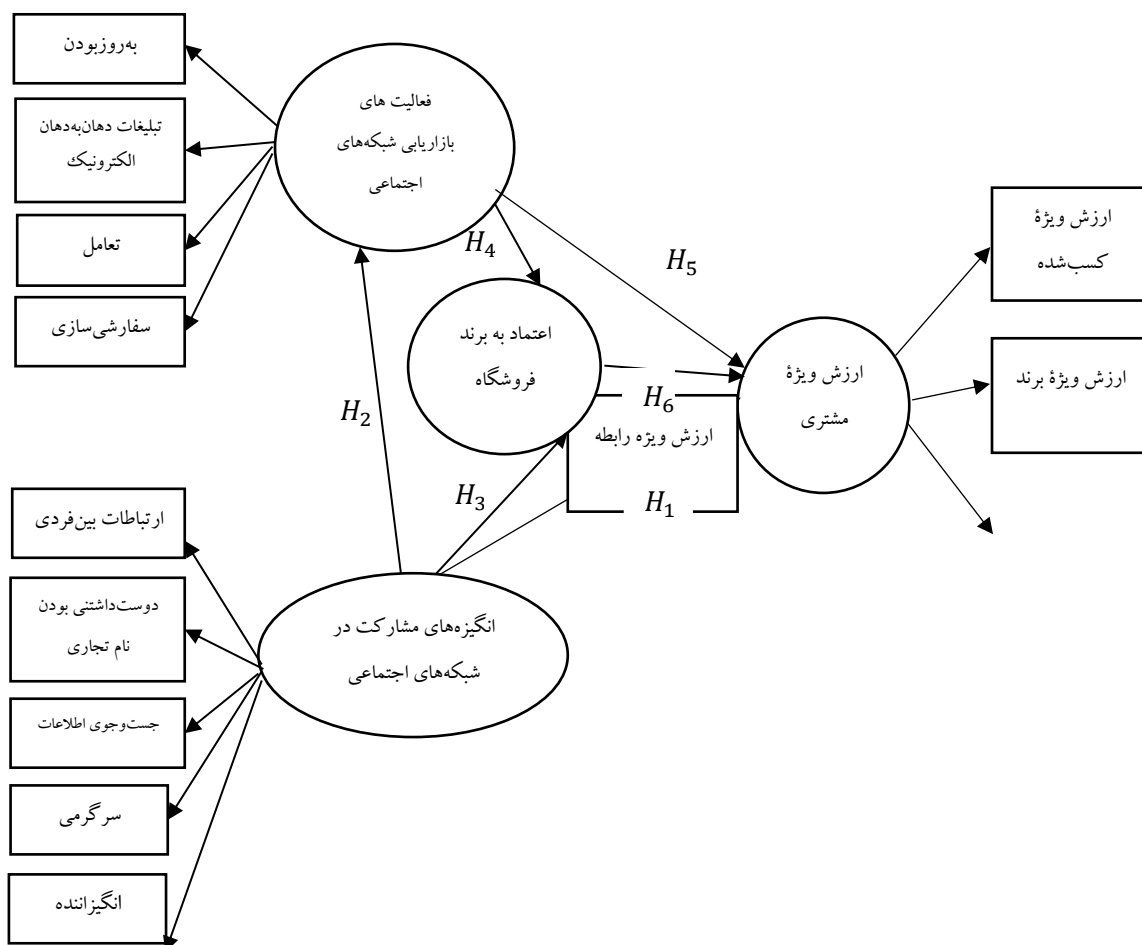 به‌روزبودن
تبلیغات دهان‌به‌دهان
الکترونیک
تعامل
سفارشی‌سازی
فعالیت های
بازاریابی شبکه‌های
اجتماعی
H4
H5
ارزش ویژهٔ
کسب‌شده
اعتماد به برند
فروشگاه
ارزش ویژهٔ
مشتری
ارزش ویژهٔ برند
H2
H6
ارزش ویژه رابطه
H3
H1
ارتباطات بین‌فردی
دوست‌داشتنی بودن
نام تجاری
جست‌وجوی اطلاعات
سرگرمی
انگیزاننده
انگیزه‌های مشارکت در
شبکه‌های اجتماعی